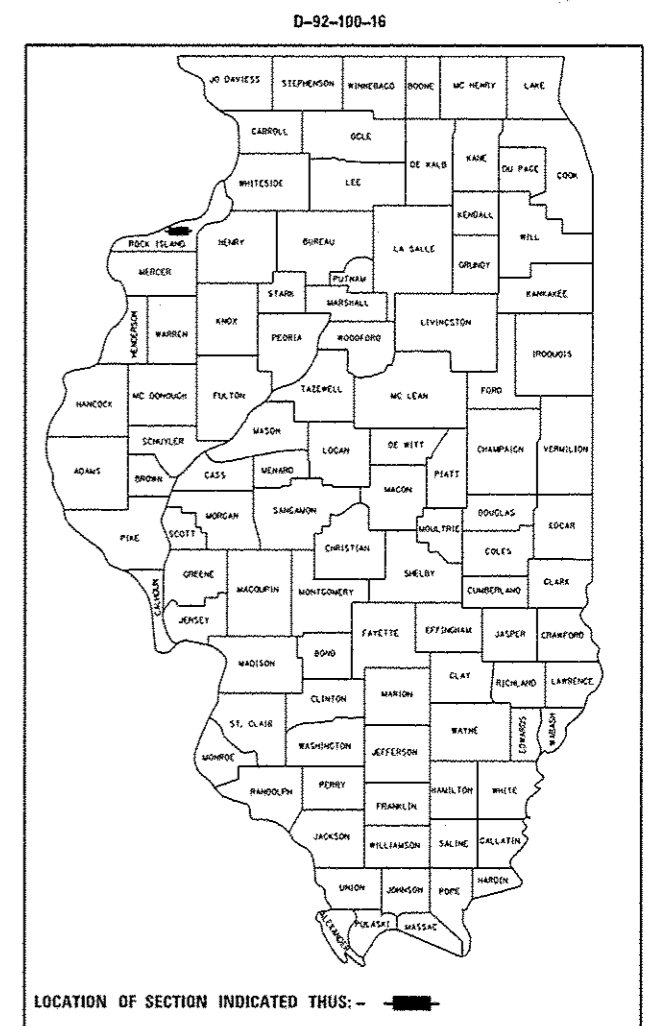 D-92-100-16
JO DAVIESS STEPHENSON WINNEBAGO BOONE MC HENRY LAKE
CARROLL OGLE
DE KALB KANE DU PAGE COOK
WHITESIDE LEE
KENDALL WILL
ROCK ISLAND HENRY BUREAU LA SALLE
GRUNDY
MERCER PUTNAM KANKAKEE
STARK MARSHALL
HENDERSON WARREN KNOX PEORIA WOODFORD LIVINGSTON IROQUOIS
HANCOCK MC DONOUGH FULTON TAZEWELL MC LEAN FORD
SCHUYLER MASON
ADAMS BROWN CASS MENARD LOGAN DE WITT PIATT CHAMPAIGN VERMILION
MACON
PIKE SCOTT MORGAN SANGAMON CHRISTIAN MOULTRIE DOUGLAS EDGAR
COLES
CALHOUN GREENE MACOUPIN MONTGOMERY SHELBY CUMBERLAND CLARK
JERSEY
MADISON BOND FAYETTE EFFINGHAM JASPER CRAWFORD
CLINTON MARION CLAY RICHLAND LAWRENCE
ST. CLAIR WASHINGTON JEFFERSON WAYNE EDWARDS WABASH
MONROE
RANDOLPH PERRY FRANKLIN HAMILTON WHITE
JACKSON WILLIAMSON SALINE GALLATIN
UNION JOHNSON POPE HARDIN
ALEXANDER PULASKI MASSAC
LOCATION OF SECTION INDICATED THUS: -